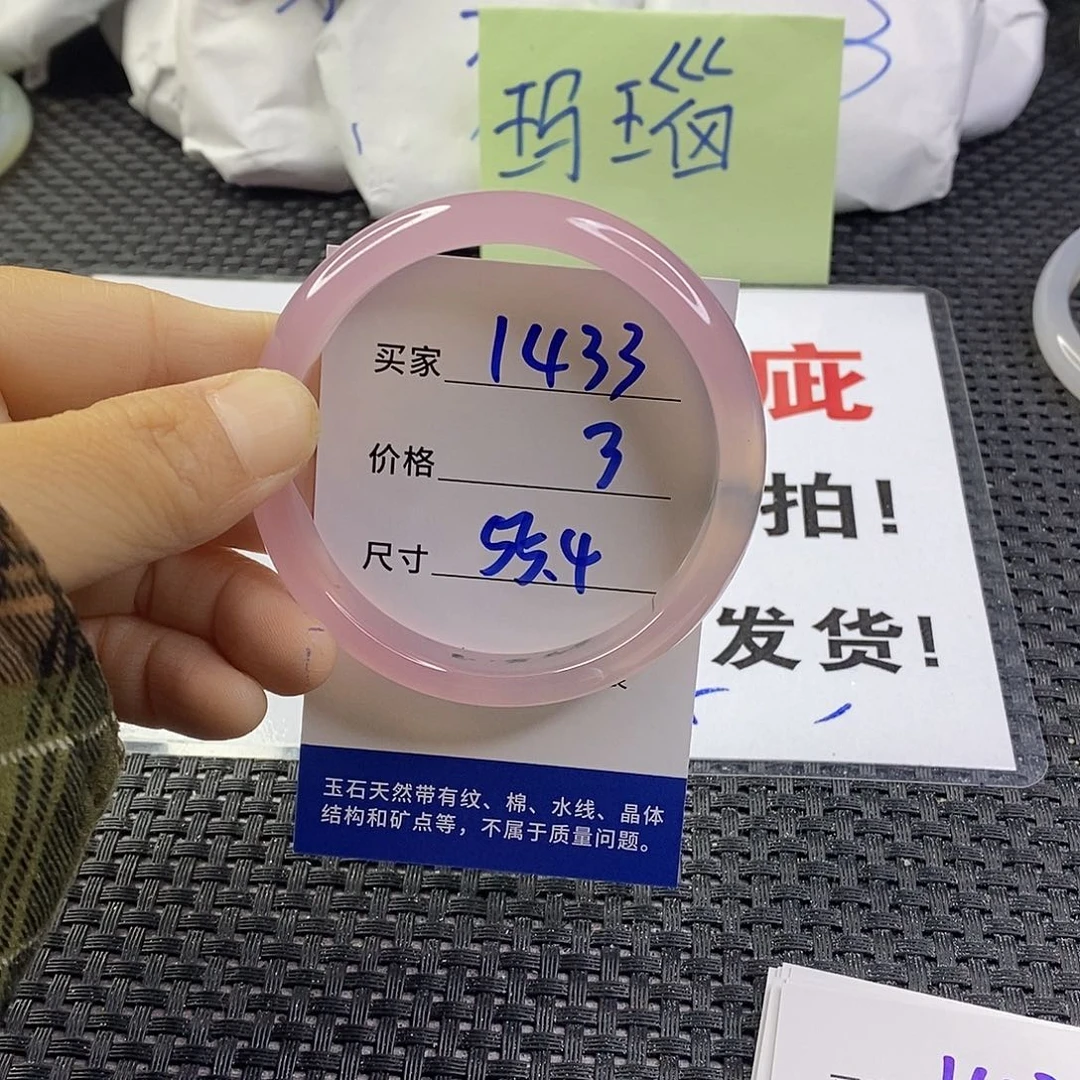 玛瑙
买家 1433
价格 3
尺寸 55.4
玉石天然带有纹、棉、水线、晶体
结构和矿点等，不属于质量问题。
疵
拍！
发货！